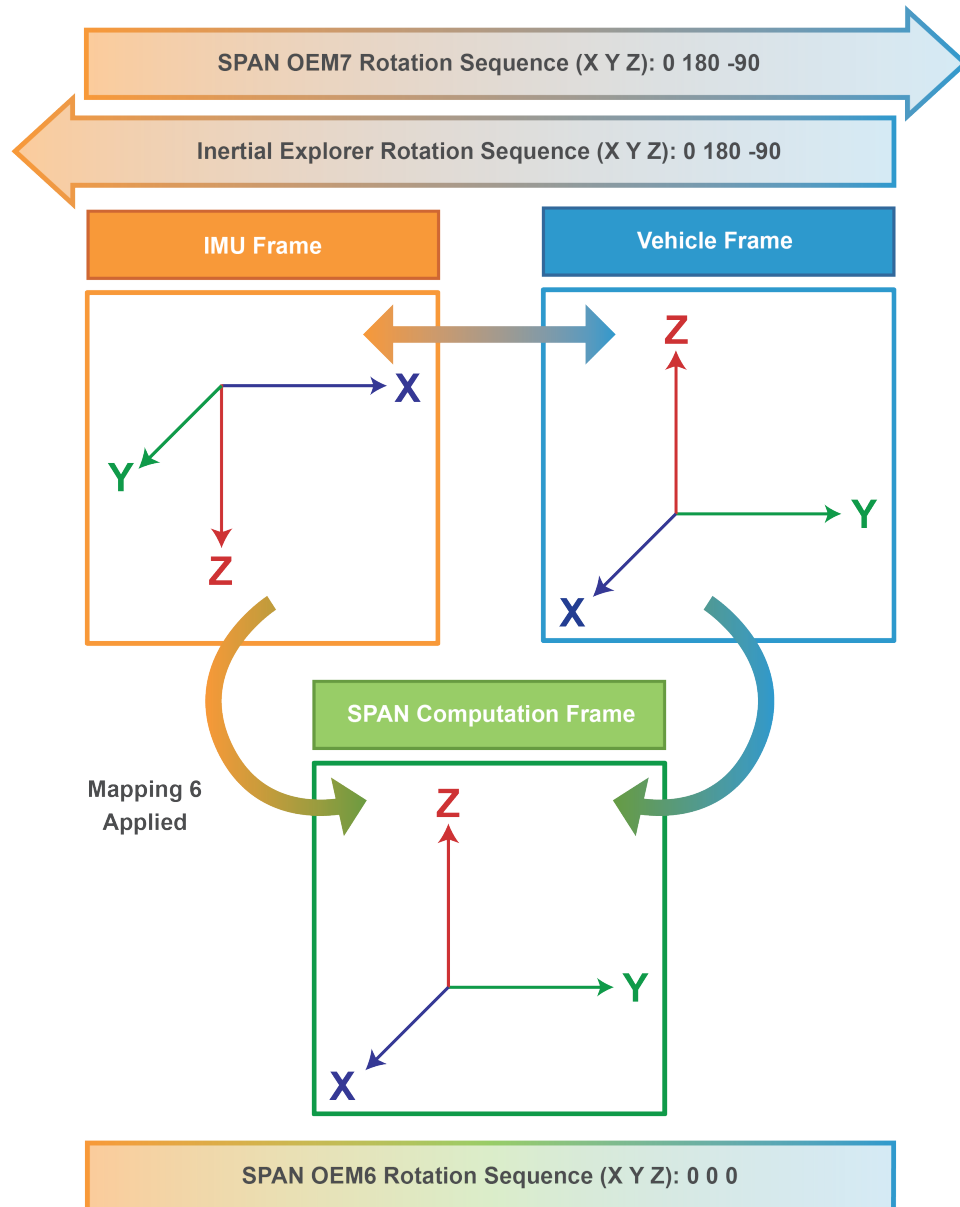 SPAN OEM7 Rotation Sequence (X Y Z): 0 180 -90
Inertial Explorer Rotation Sequence (X Y Z): 0 180 -90
IMU Frame
Vehicle Frame
X
Y
Z
Z
Y
X
SPAN Computation Frame
Mapping 6
Applied
Z
Y
X
SPAN OEM6 Rotation Sequence (X Y Z): 0 0 0